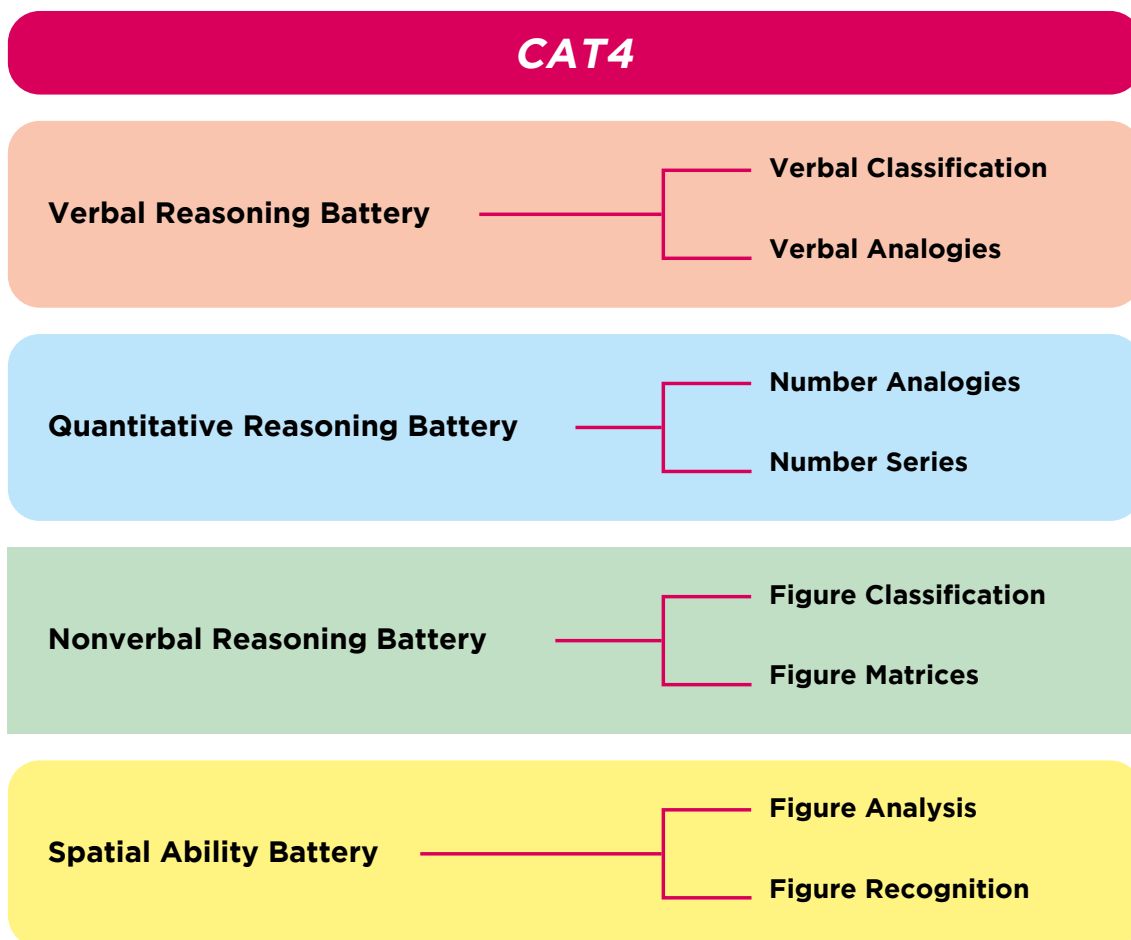 CAT4
Verbal Reasoning Battery
Verbal Classification
Verbal Analogies
Quantitative Reasoning Battery
Number Analogies
Number Series
Nonverbal Reasoning Battery
Figure Classification
Figure Matrices
Spatial Ability Battery
Figure Analysis
Figure Recognition